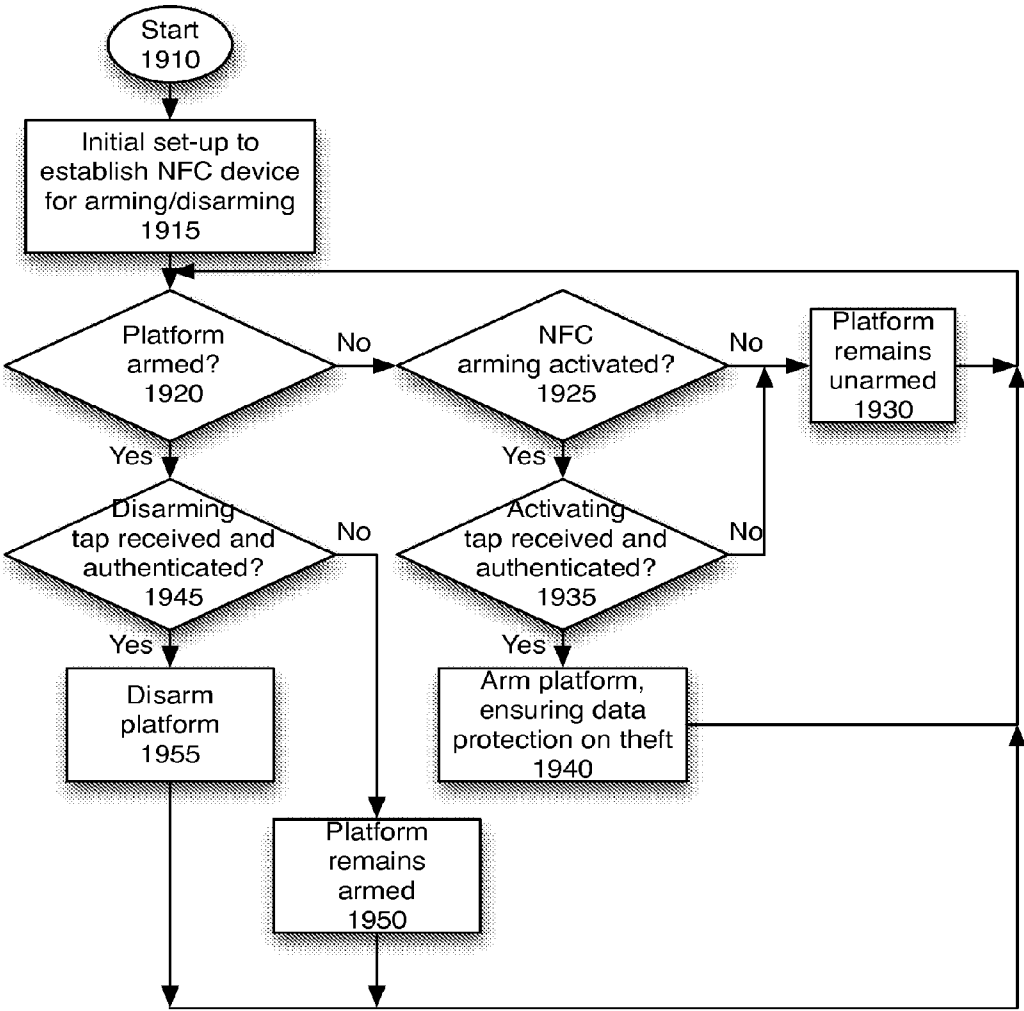 Start
1910
Initial set-up to
establish NFC device
for arming/disarming
1915
Platform
armed?
1920
No
NFC
arming activated?
1925
No
Platform
remains
unarmed
1930
Yes
Yes
Disarming
tap received and
authenticated?
1945
No
Activating
tap received and
authenticated?
1935
No
Yes
Yes
Disarm
platform
1955
Arm platform,
ensuring data
protection on theft
1940
Platform
remains
armed
1950